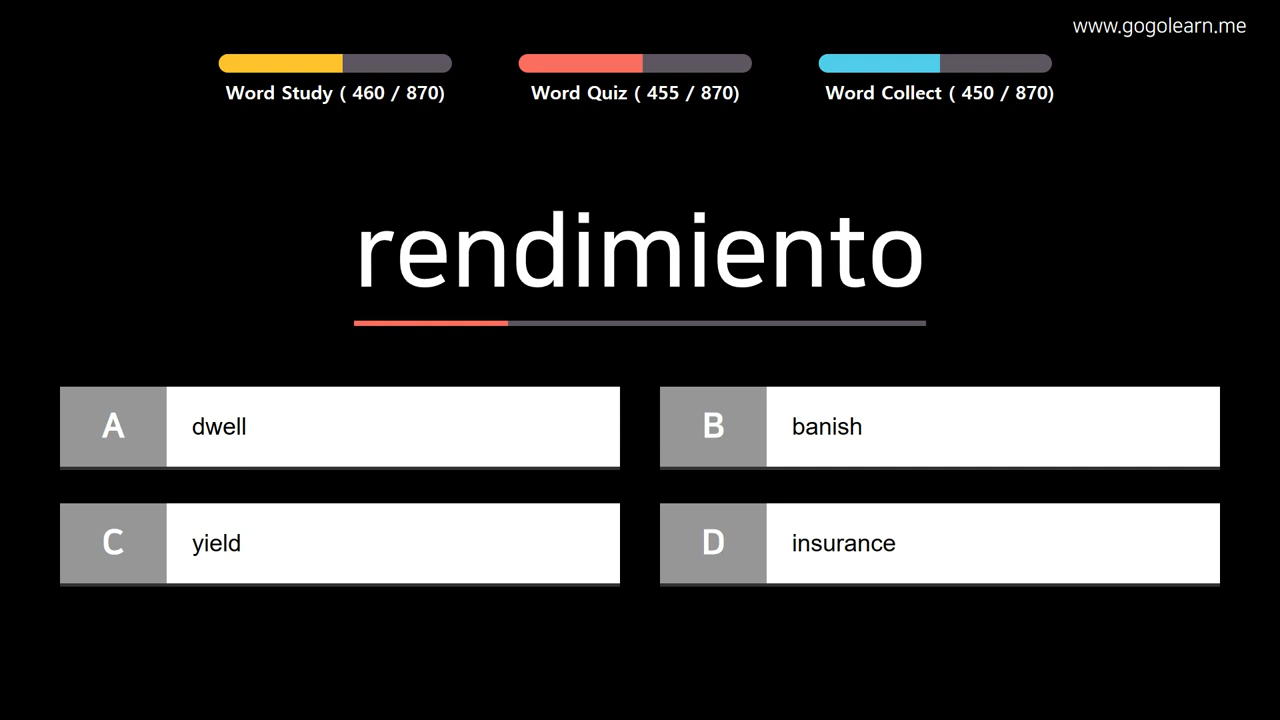 www.gogolearn.me
Word Study ( 460 / 870)
Word Quiz ( 455 / 870)
Word Collect ( 450 / 870)
rendimiento
A dwell
B banish
C yield
D insurance